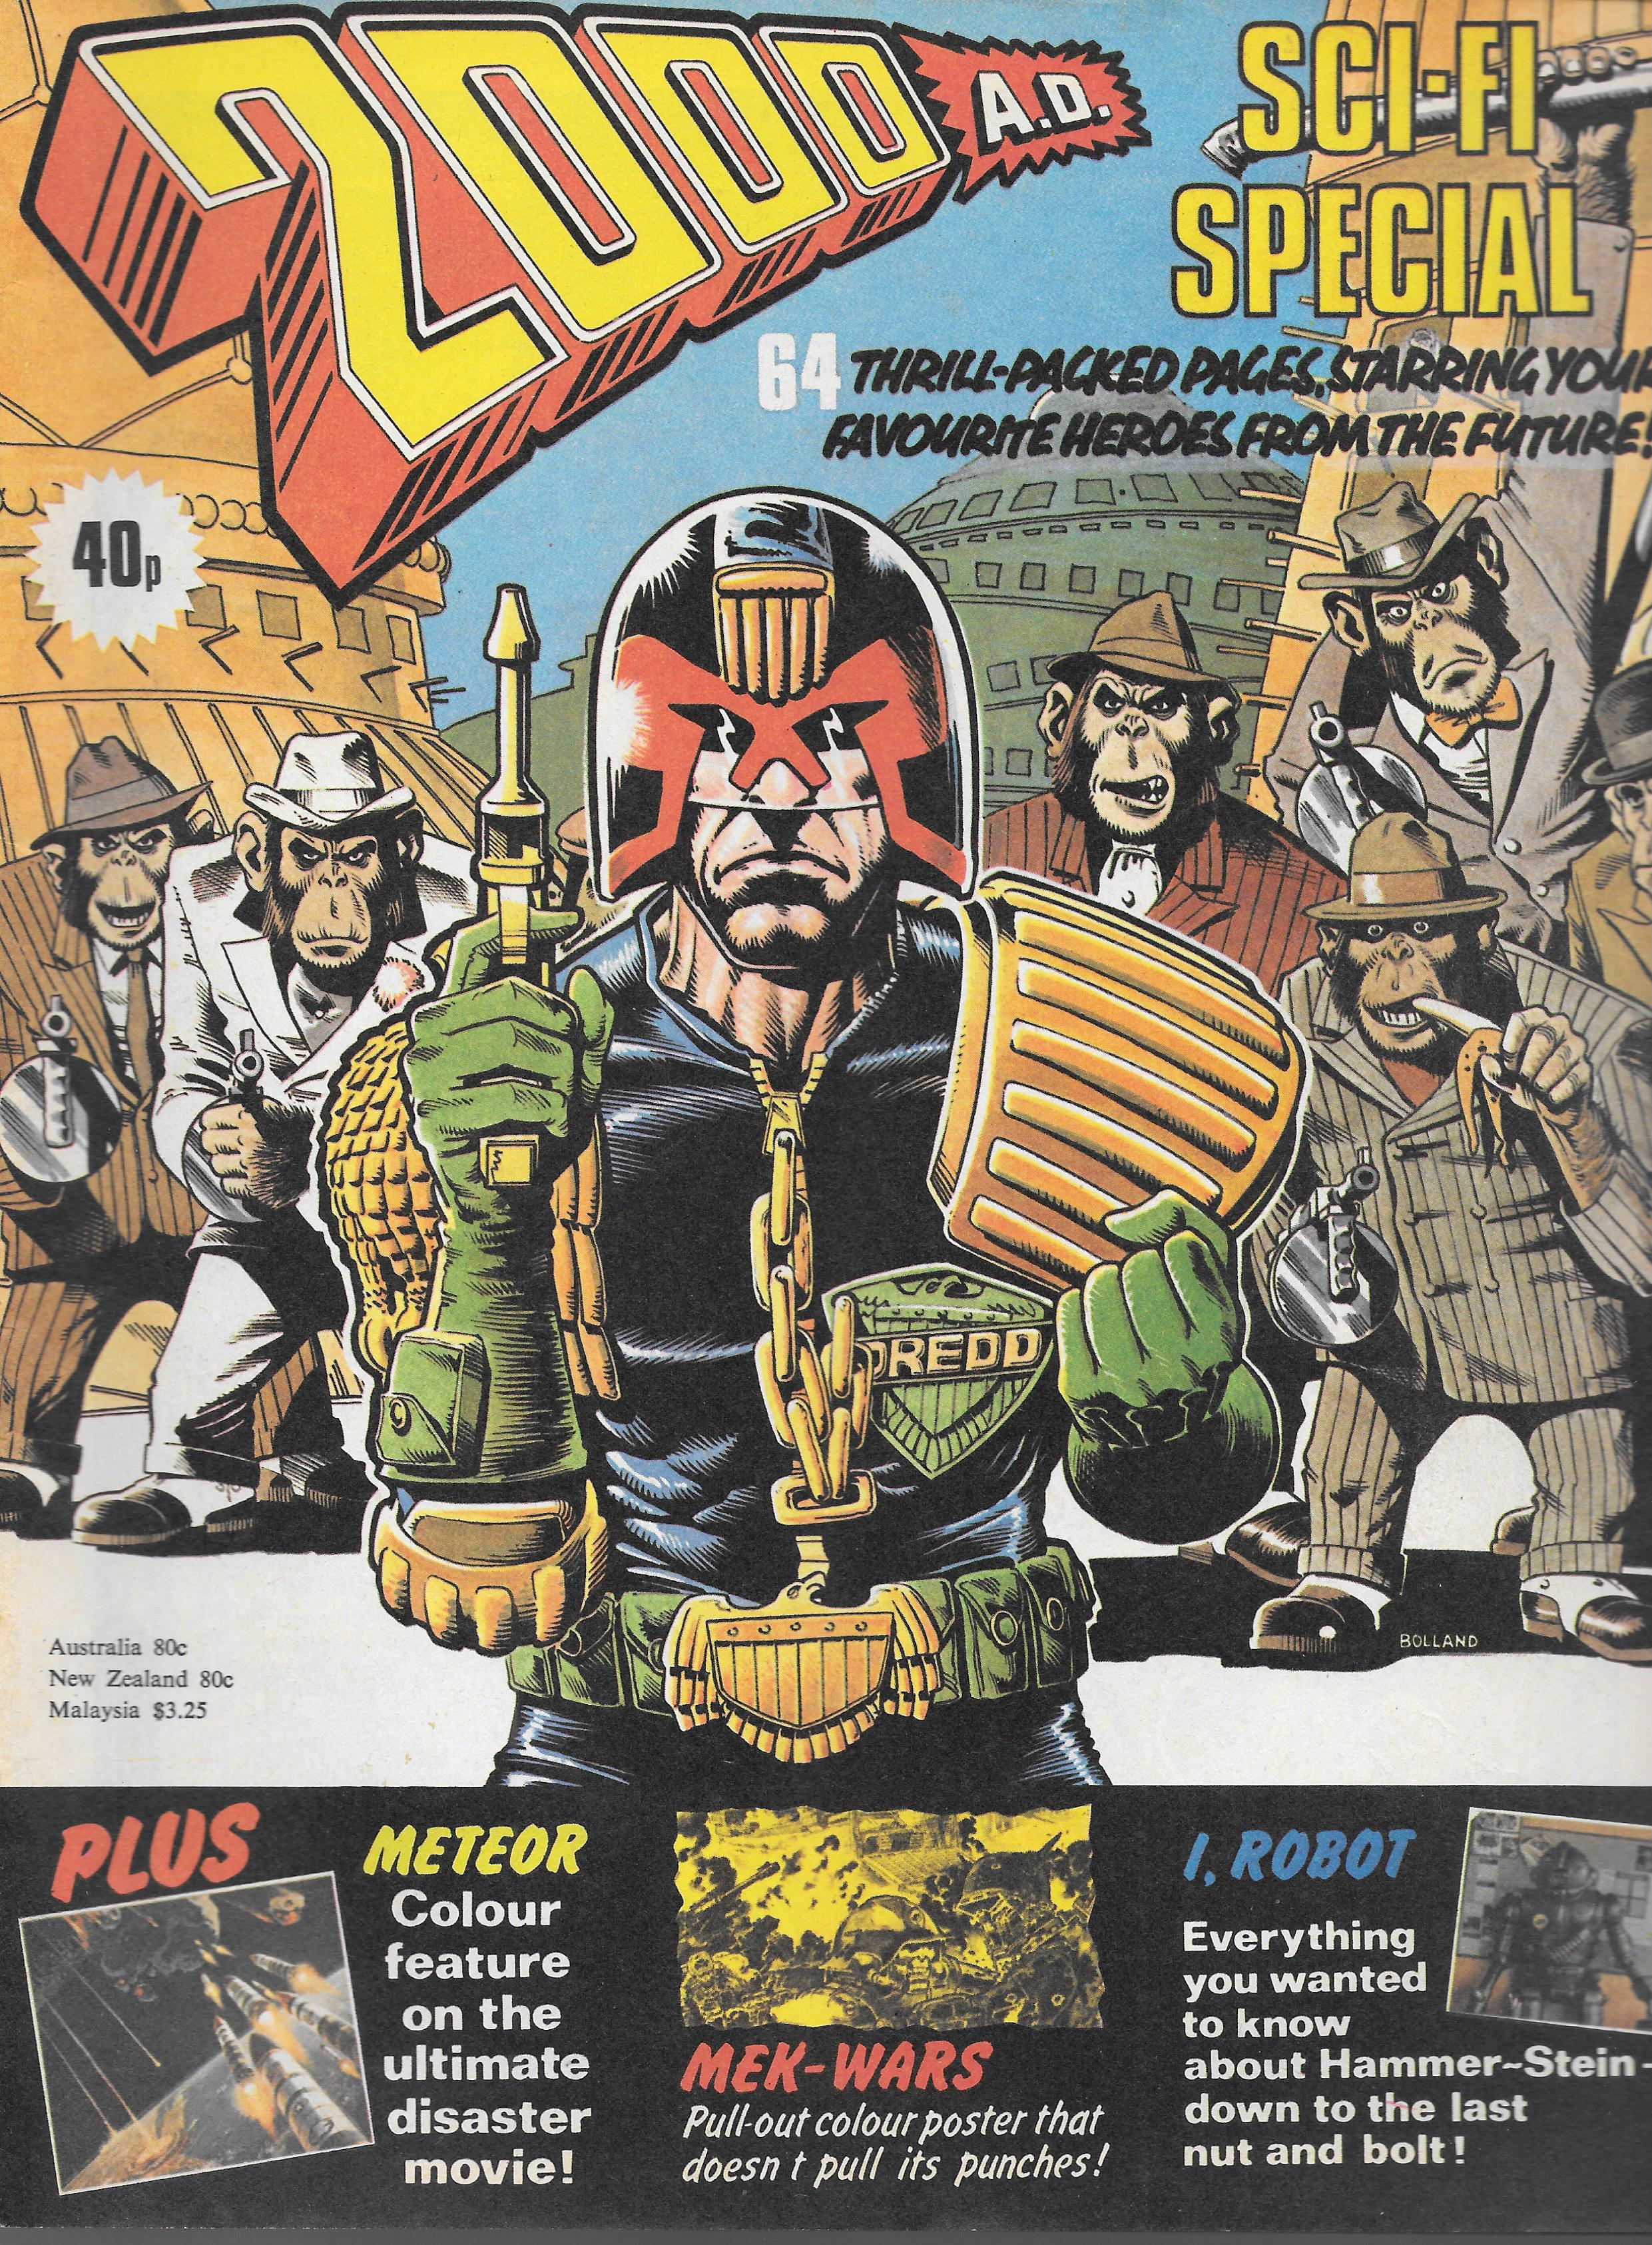 2000 A.D.
SCI-FI
SPECIAL
64 THRILL-PACKED PAGES, STARRING YOUR
FAVOURITE HEROES FROM THE FUTURE!
40p
DREDD
BOLLAND
Australia 80c
New Zealand 80c
Malaysia $3.25
PLUS
METEOR
Colour
feature
on the
ultimate
disaster
movie!
MEK-WARS
Pull-out colour poster that
doesn t pull its punches!
I, ROBOT
Everything
you wanted
to know
about Hammer~Stein -
down to the last
nut and bolt!